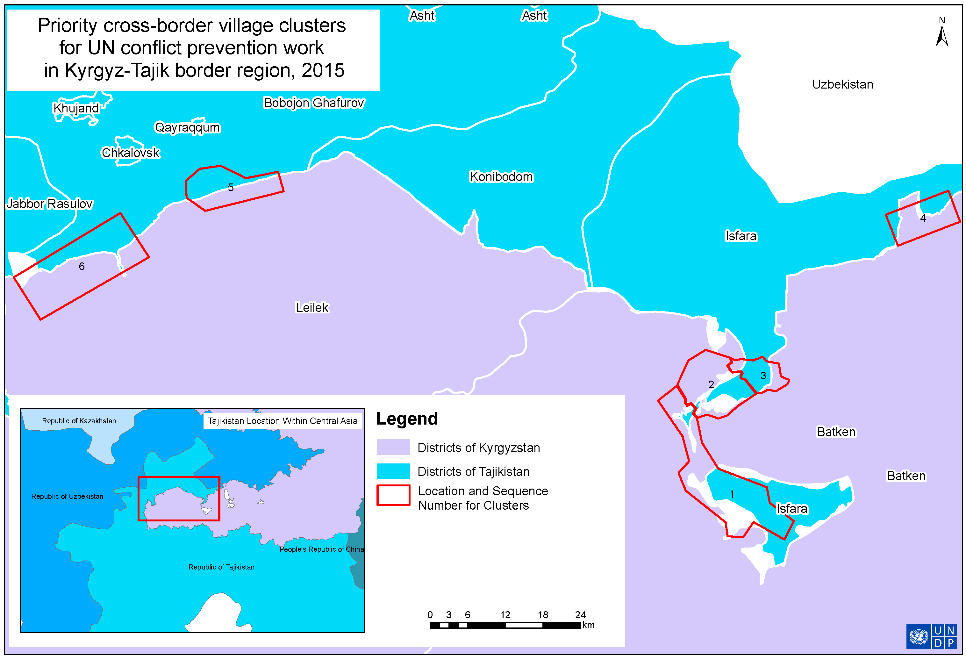 Priority cross-border village clusters
for UN conflict prevention work
in Kyrgyz-Tajik border region, 2015
Asht
Asht
N
Uzbekistan
Khujand
Bobojon Ghafurov
Qayraqqum
Chkalovsk
Konibodom
5
Jabbor Rasulov
4
Isfara
6
Leilek
3
2
Batken
Batken
1
Isfara
Republic of Kazakhstan
Tajikistan Location Within Central Asia
Republic of Uzbekistan
People's Republic of China
Republic of Tajikistan
Legend
Districts of Kyrgyzstan
Districts of Tajikistan
Location and Sequence
Number for Clusters
0 3 6 12 18 24
km
U N
D P